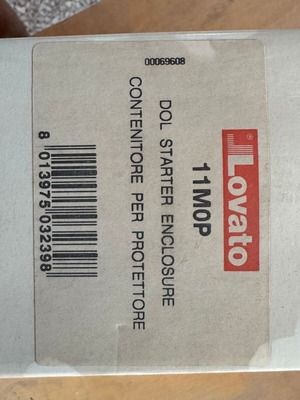 Lovato
00069608
11M0P
DOL STARTER ENCLOSURE
CONTENITORE PER PROTETTORE
8 013975 032398